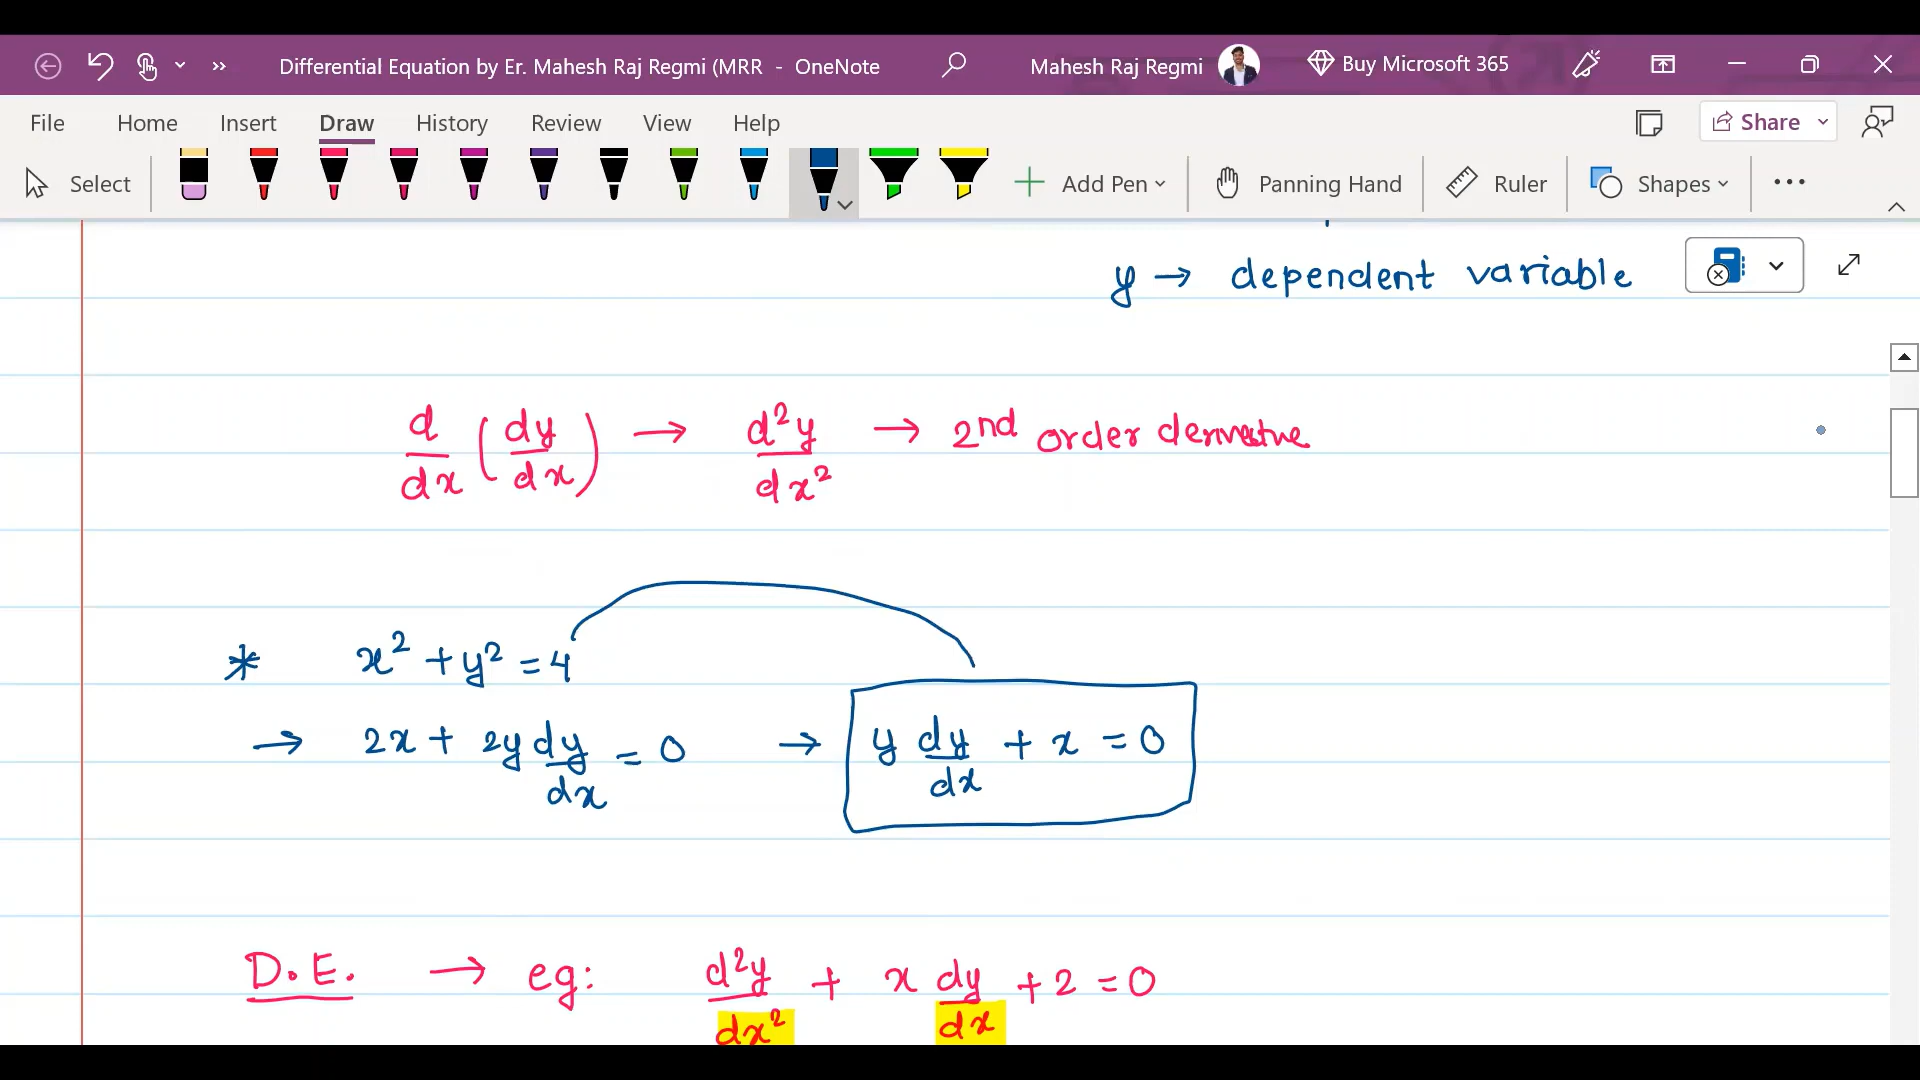 Differential Equation by Er. Mahesh Raj Regmi (MRR - OneNote Mahesh Raj Regmi Buy Microsoft 365
File Home Insert Draw History Review View Help Share
Select Add Pen Panning Hand Ruler Shapes
y → dependent variable
d/dx (dy/dx) → d²y/dx² → 2nd order derivative
* x² + y² = 4
→ 2x + 2y dy/dx = 0 → y dy/dx + x = 0
D.E. → eg: d²y/dx² + x dy/dx + 2 = 0